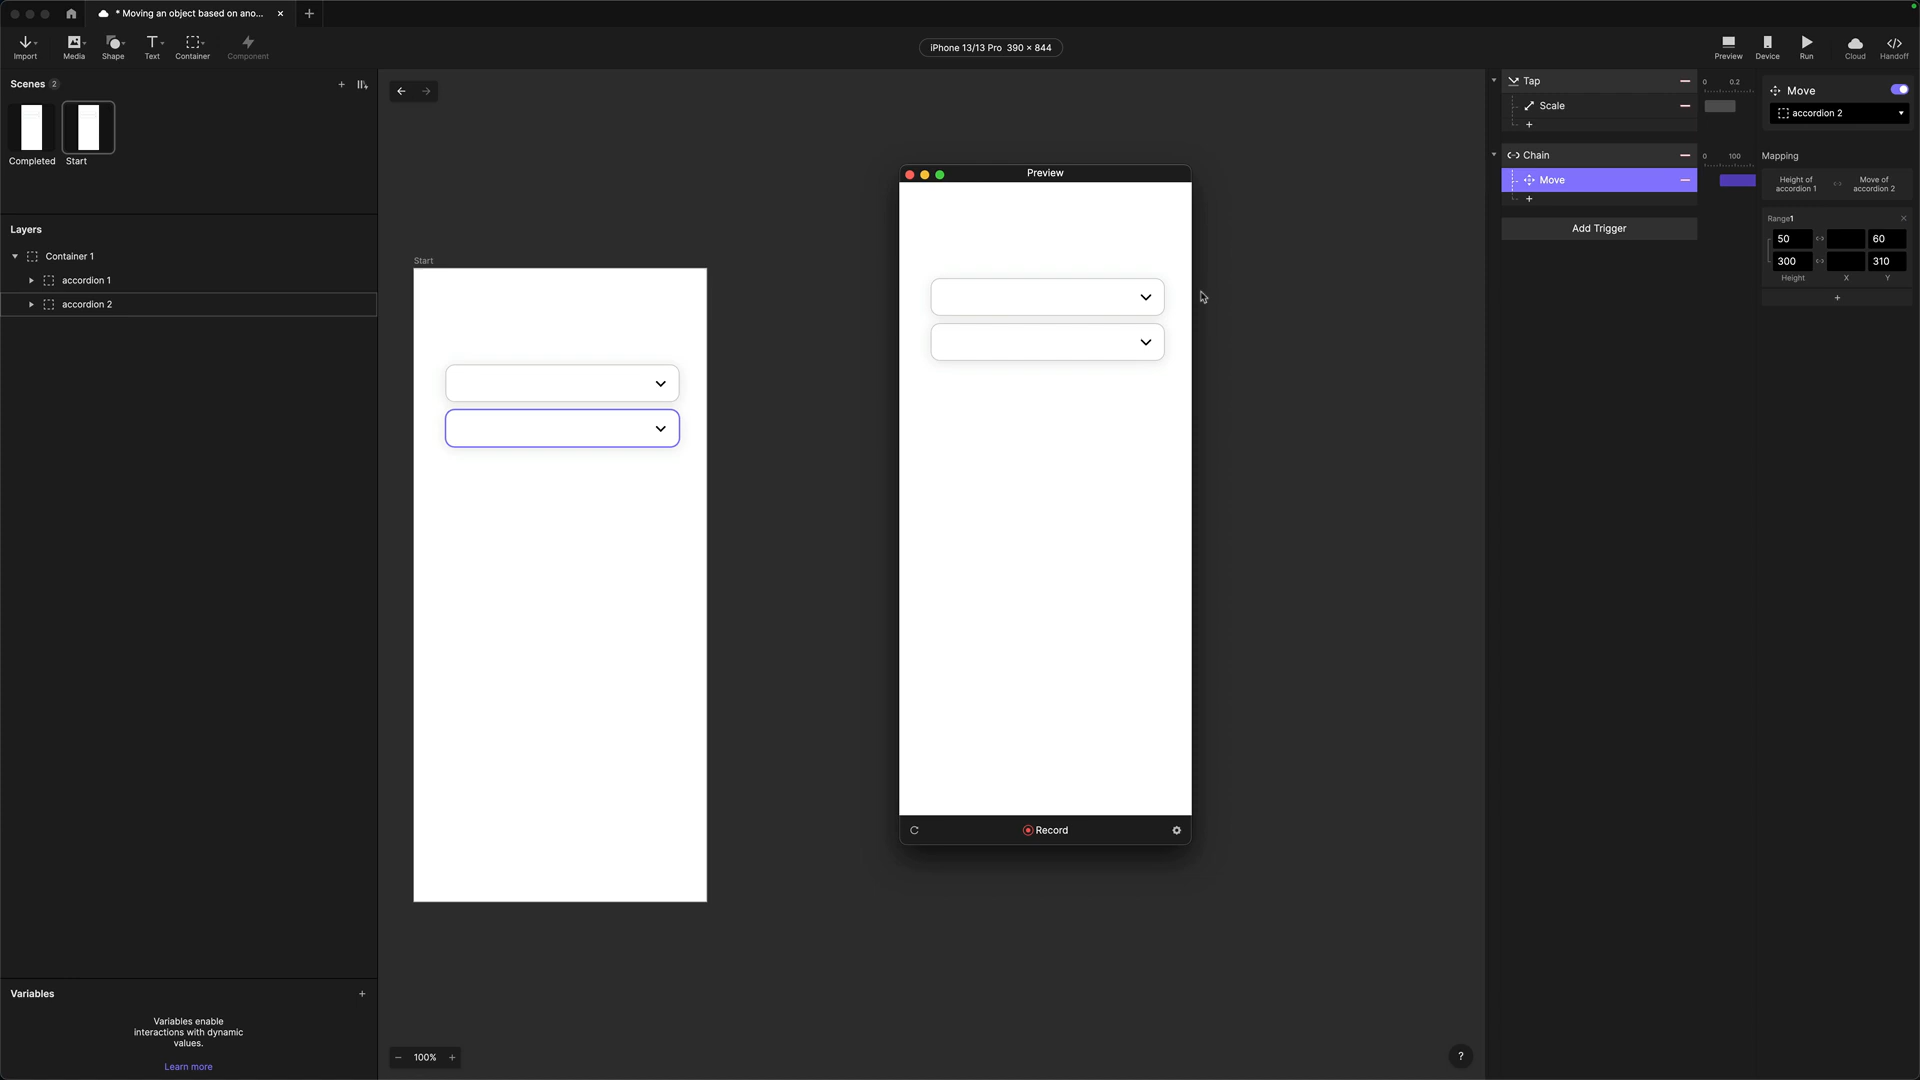 * Moving an object based on ano...
Import
Media
Shape
Text
Container
Component
iPhone 13/13 Pro 390 × 844
Preview
Device
Run
Cloud
Handoff
Scenes 2
Completed
Start
Layers
Container 1
accordion 1
accordion 2
Variables
Variables enable
interactions with dynamic
values.
Learn more
Start
100%
Preview
Record
?
Tap
Scale
Chain
Move
Add Trigger
0 0.2
0 100
Move
accordion 2
Mapping
Height of
accordion 1
Move of
accordion 2
Range1
50 60
300 310
Height X Y